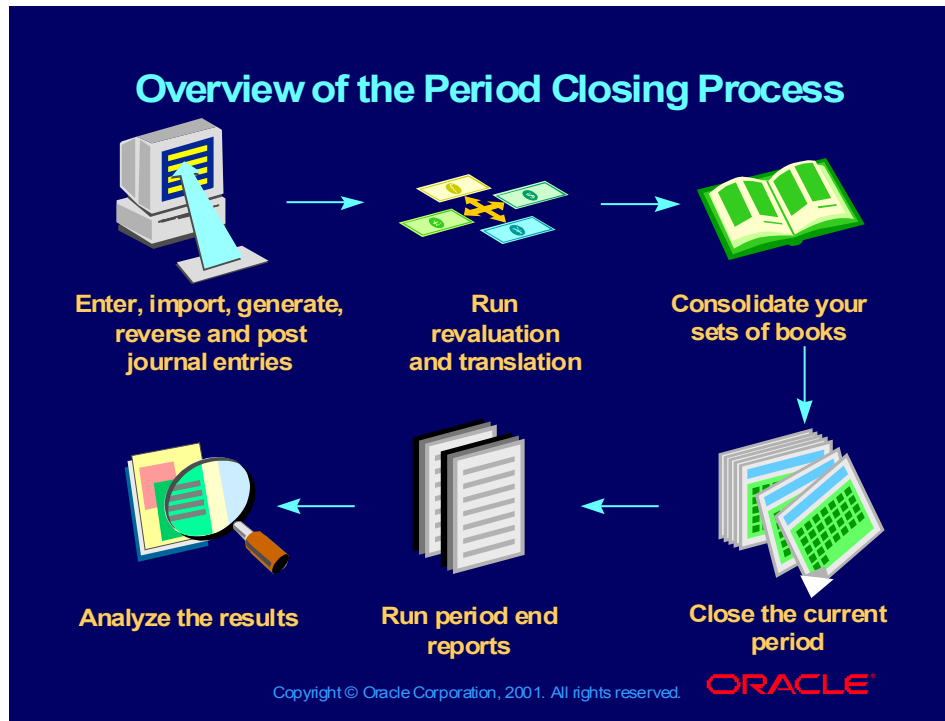 Overview of the Period Closing Process
Enter, import, generate,
reverse and post
journal entries
Run
revaluation
and translation
Consolidate your
sets of books
Analyze the results
Run period end
reports
Close the current
period
Copyright © Oracle Corporation, 2001. All rights reserved.
ORACLE®